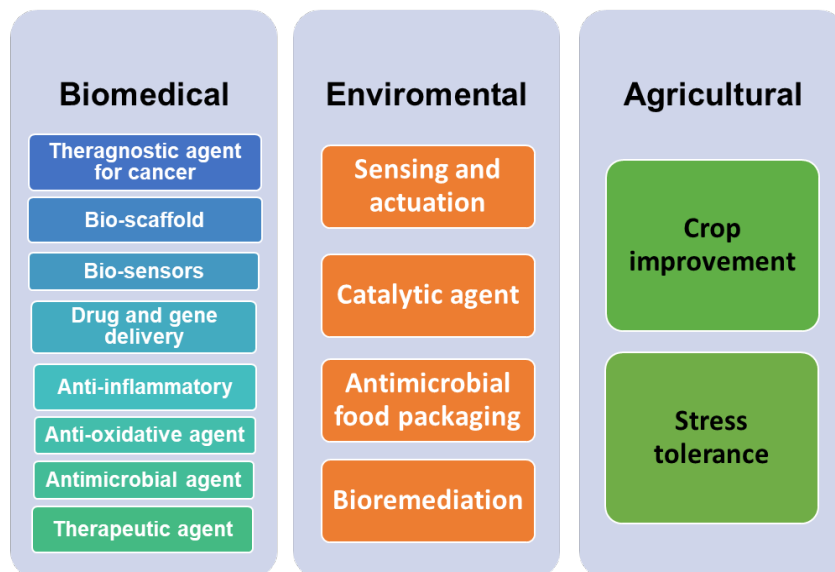 Biomedical
Theragnostic agent
for cancer
Bio-scaffold
Bio-sensors
Drug and gene
delivery
Anti-inflammatory
Anti-oxidative agent
Antimicrobial agent
Therapeutic agent
Enviromental
Sensing and
actuation
Catalytic agent
Antimicrobial
food packaging
Bioremediation
Agricultural
Crop
improvement
Stress
tolerance